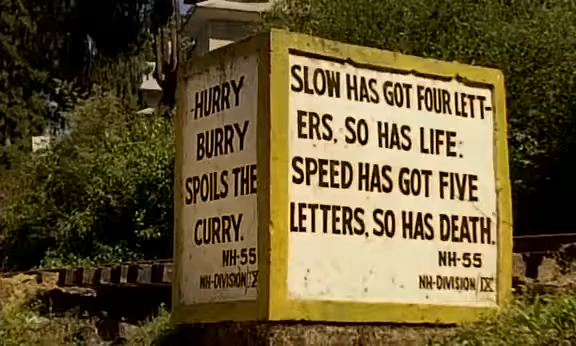 -HURRY
BURRY
SPOILS THE
CURRY.
NH-55
NH-DIVISION IX
SLOW HAS GOT FOUR LETT-
ERS, SO HAS LIFE:
SPEED HAS GOT FIVE
LETTERS, SO HAS DEATH.
NH-55
NH-DIVISION IX